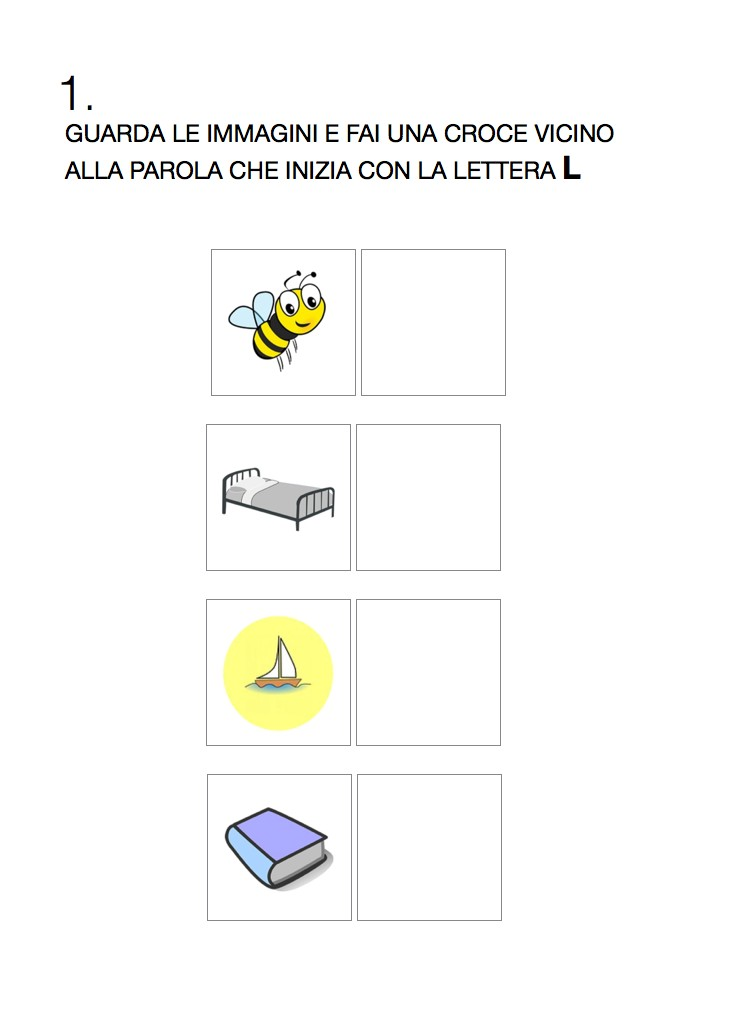 1.
GUARDA LE IMMAGINI E FAI UNA CROCE VICINO
ALLA PAROLA CHE INIZIA CON LA LETTERA L